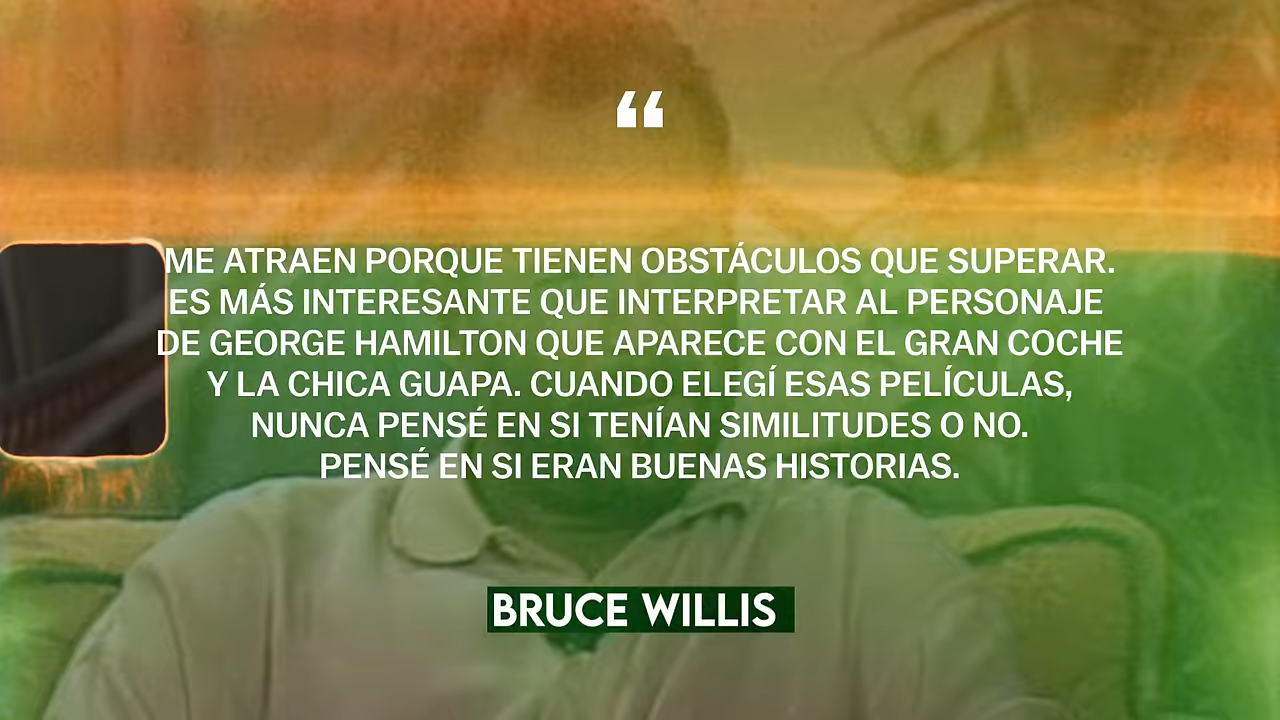 “
ME ATRAEN PORQUE TIENEN OBSTÁCULOS QUE SUPERAR.
ES MÁS INTERESANTE QUE INTERPRETAR AL PERSONAJE
DE GEORGE HAMILTON QUE APARECE CON EL GRAN COCHE
Y LA CHICA GUAPA. CUANDO ELEGÍ ESAS PELÍCULAS,
NUNCA PENSÉ EN SI TENÍAN SIMILITUDES O NO.
PENSÉ EN SI ERAN BUENAS HISTORIAS.
BRUCE WILLIS